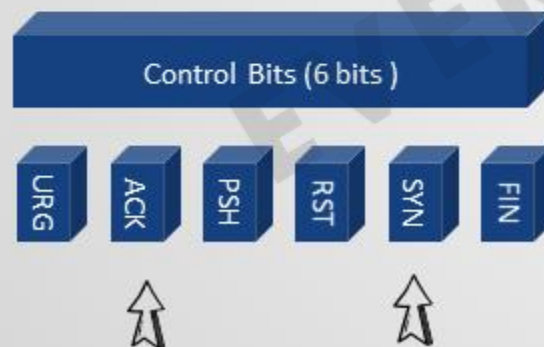 Control Bits (6 bits )
URG ACK PSH RST SYN FIN